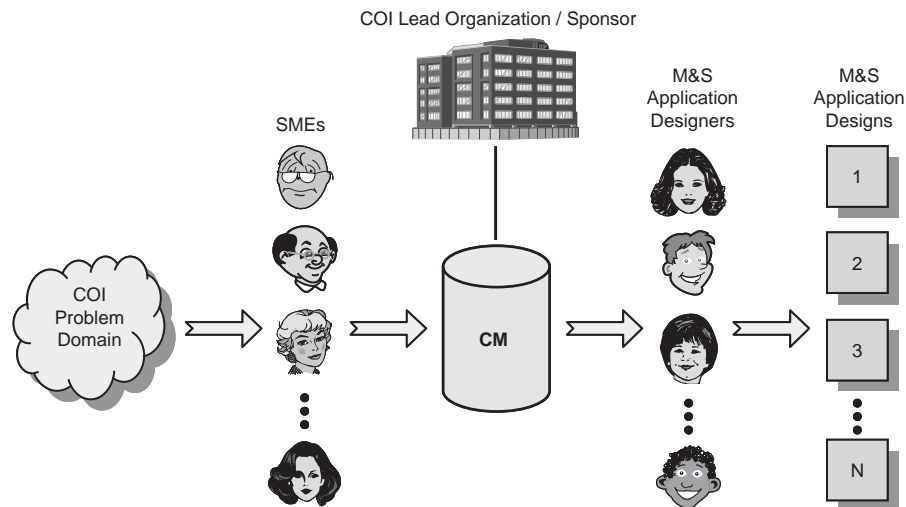 COI Lead Organization / Sponsor
SMEs
M&S
Application
Designers
M&S
Application
Designs
COI
Problem
Domain
CM
1
2
3
N